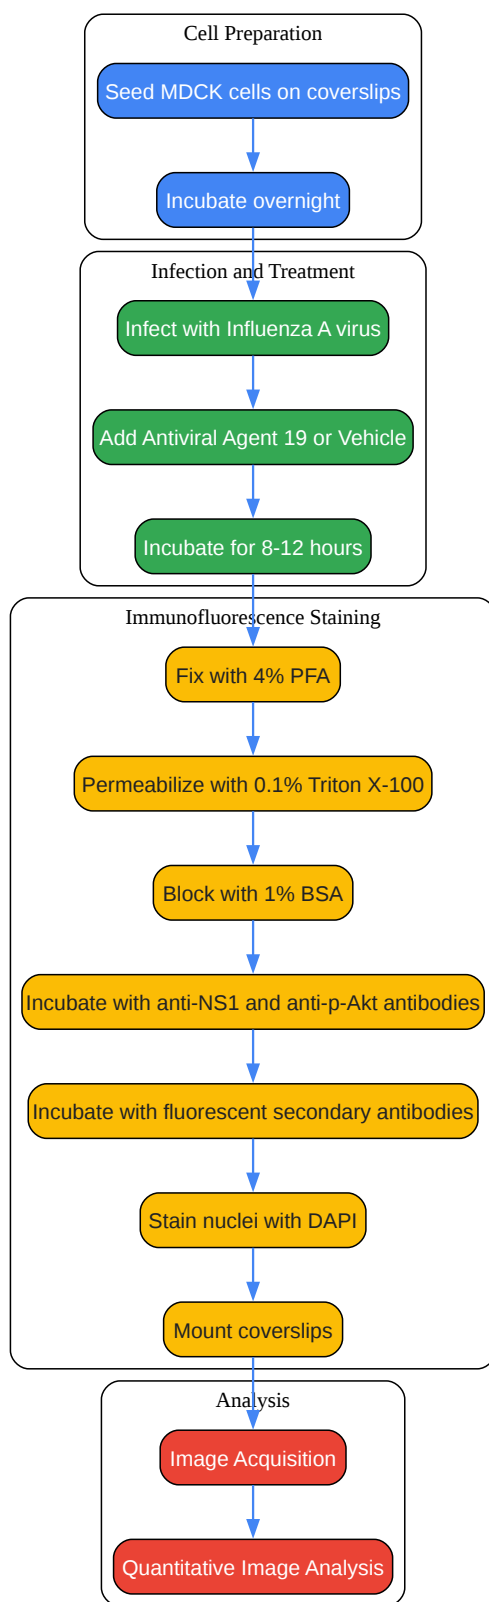 Cell Preparation
Seed MDCK cells on coverslips
Incubate overnight
Infection and Treatment
Infect with Influenza A virus
Add Antiviral Agent 19 or Vehicle
Incubate for 8-12 hours
Immunofluorescence Staining
Fix with 4% PFA
Permeabilize with 0.1% Triton X-100
Block with 1% BSA
Incubate with anti-NS1 and anti-p-Akt antibodies
Incubate with fluorescent secondary antibodies
Stain nuclei with DAPI
Mount coverslips
Analysis
Image Acquisition
Quantitative Image Analysis